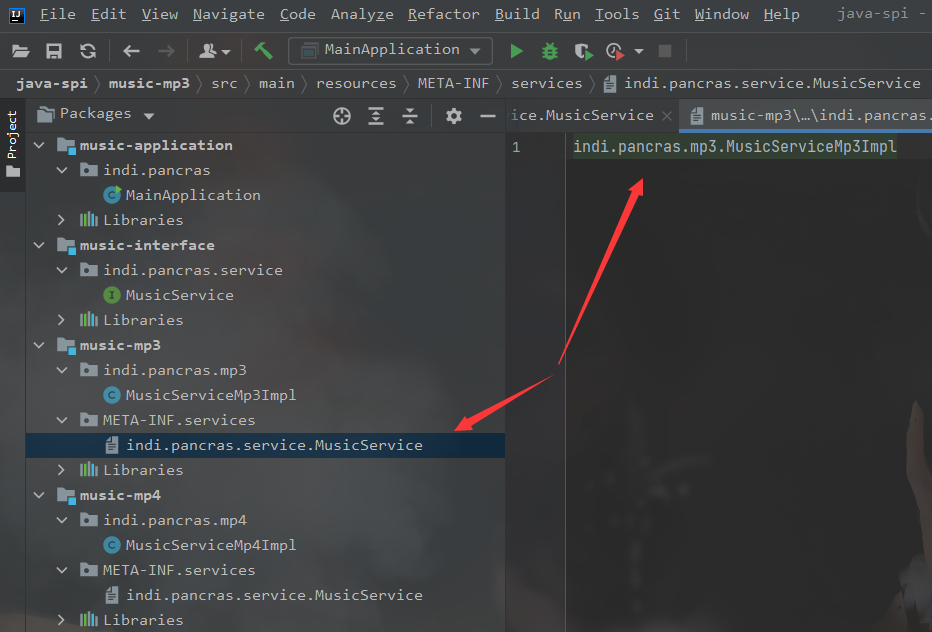 File Edit View Navigate Code Analyze Refactor Build Run Tools Git Window Help java-spi -
MainApplication
java-spi music-mp3 src main resources META-INF services indi.pancras.service.MusicService
Project
Packages
ice.MusicService music-mp3\...\indi.pancras.
1 indi.pancras.mp3.MusicServiceMp3Impl
music-application
indi.pancras
MainApplication
Libraries
music-interface
indi.pancras.service
MusicService
Libraries
music-mp3
indi.pancras.mp3
MusicServiceMp3Impl
META-INF.services
indi.pancras.service.MusicService
Libraries
music-mp4
indi.pancras.mp4
MusicServiceMp4Impl
META-INF.services
indi.pancras.service.MusicService
Libraries